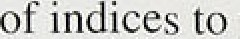 of indices to